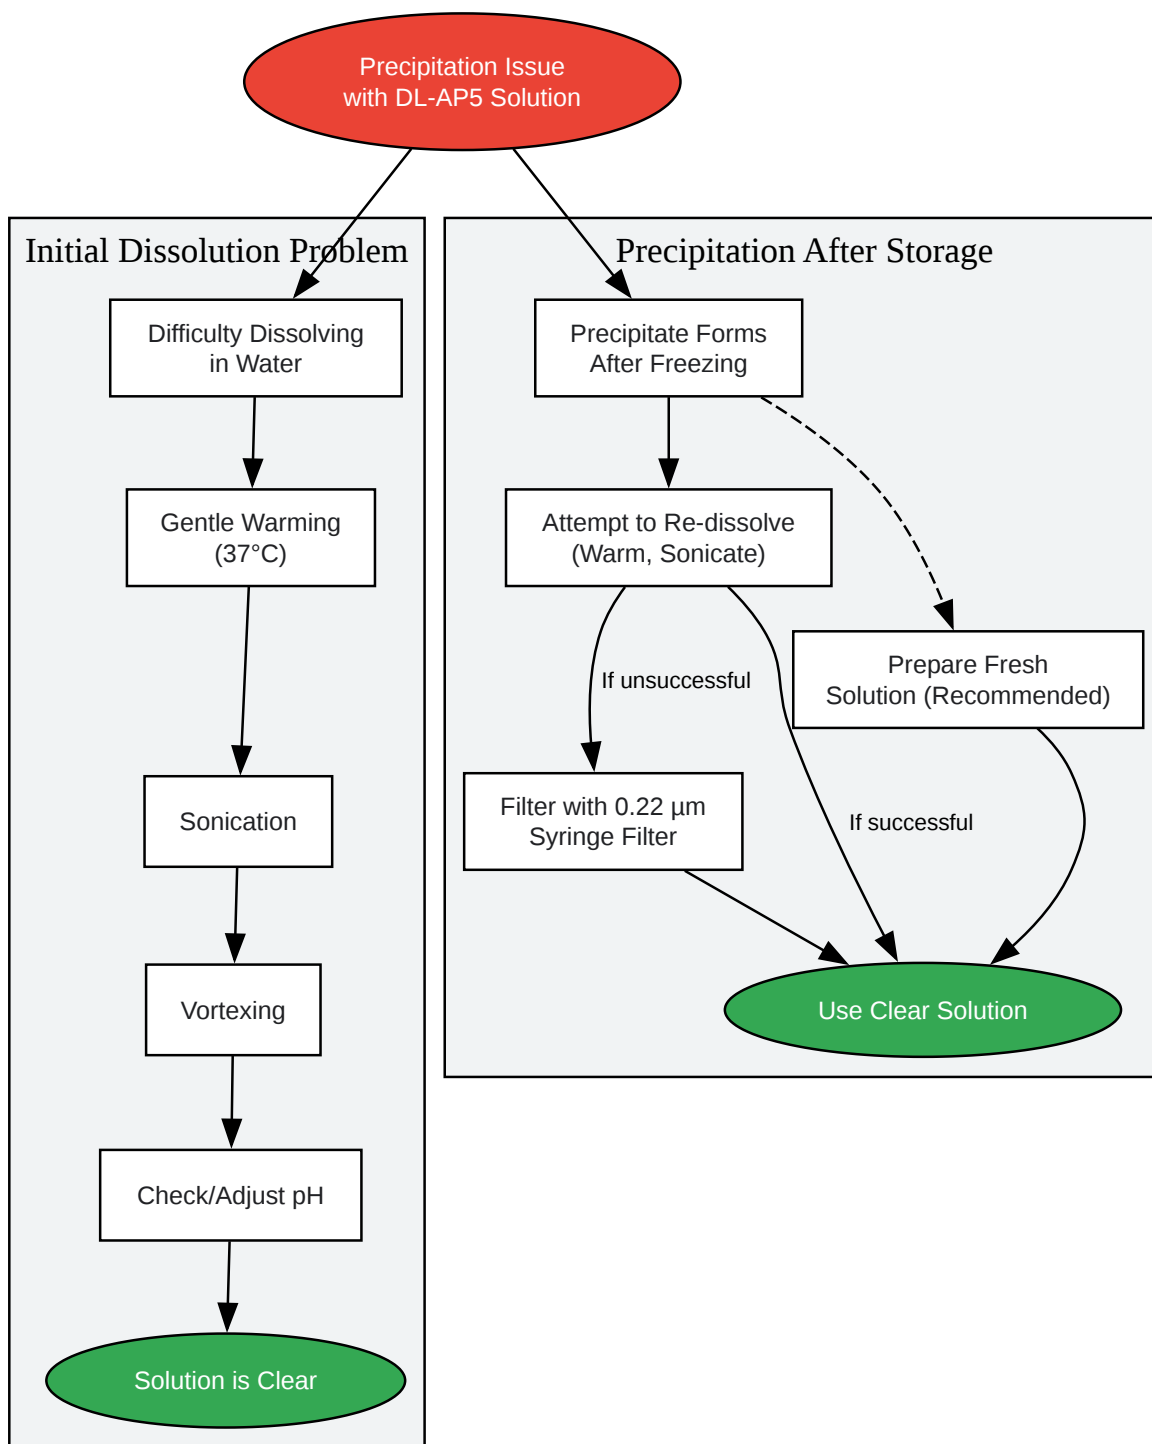 Precipitation Issue
with DL-AP5 Solution
Initial Dissolution Problem
Difficulty Dissolving
in Water
Gentle Warming
(37°C)
Sonication
Vortexing
Check/Adjust pH
Solution is Clear
Precipitation After Storage
Precipitate Forms
After Freezing
Attempt to Re-dissolve
(Warm, Sonicate)
If unsuccessful
Prepare Fresh
Solution (Recommended)
Filter with 0.22 µm
Syringe Filter
If successful
Use Clear Solution